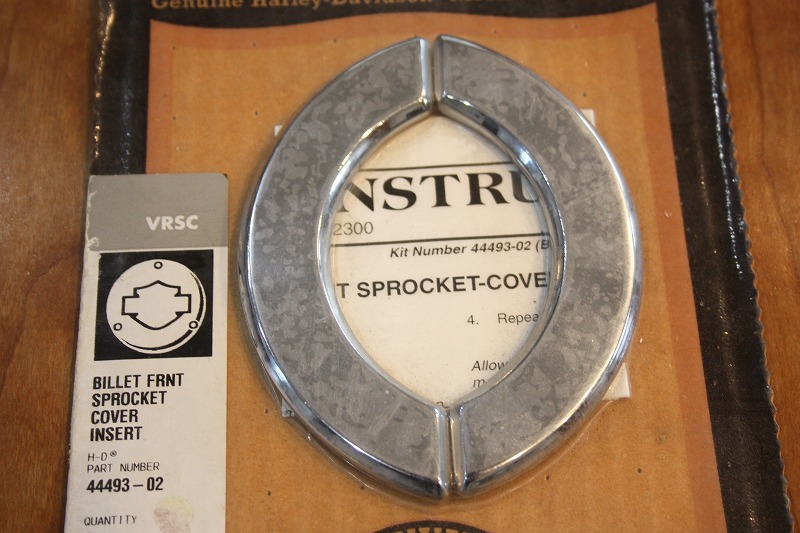 Genuine Harley-Davidson
NSTRU
2300
Kit Number 44493-02 (B
T SPROCKET-COVE
4. Repea
Allow
m
VRSC
BILLET FRNT
SPROCKET
COVER
INSERT
H-D®
PART NUMBER
44493-02
QUANTITY